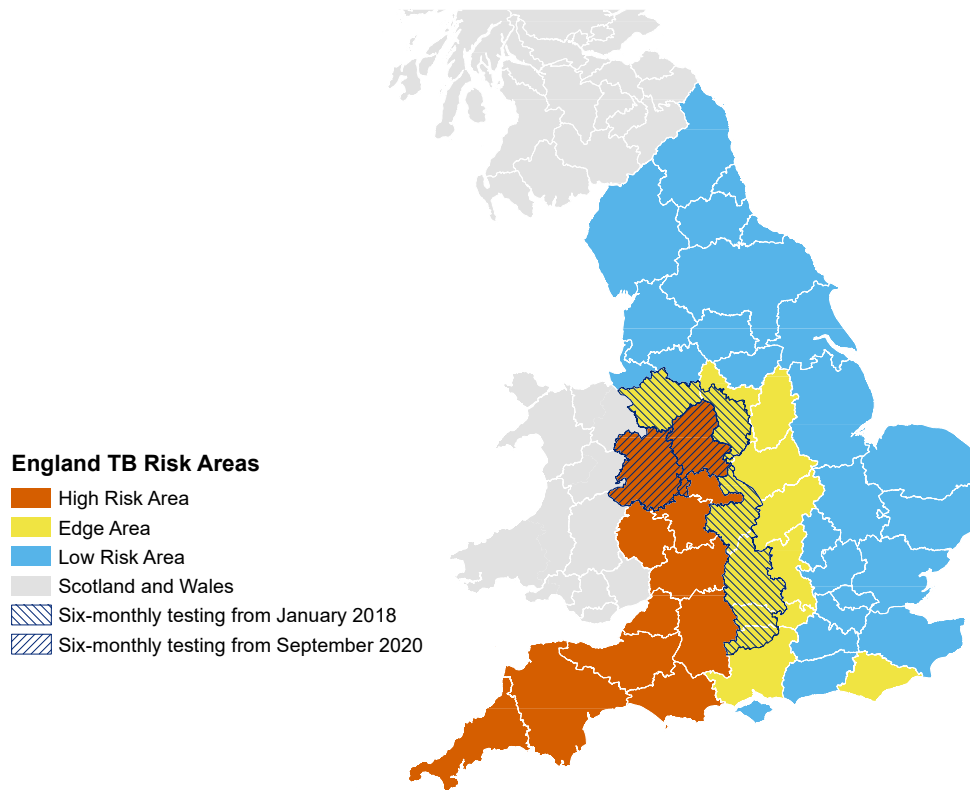 England TB Risk Areas
High Risk Area
Edge Area
Low Risk Area
Scotland and Wales
Six-monthly testing from January 2018
Six-monthly testing from September 2020